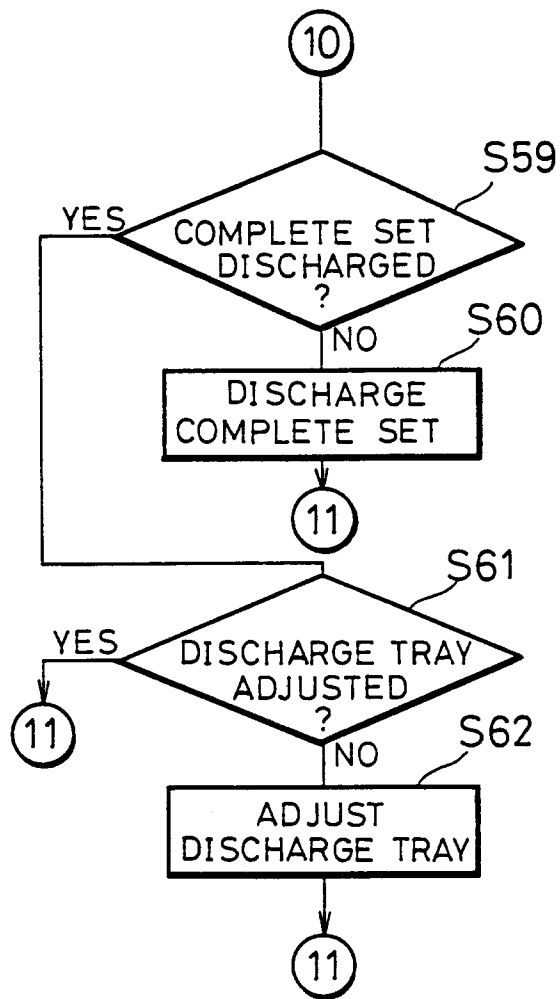 10
S59
YES
COMPLETE SET
DISCHARGED
?
NO
S60
DISCHARGE
COMPLETE SET
11
S61
YES
DISCHARGE TRAY
ADJUSTED
?
11
NO
S62
ADJUST
DISCHARGE TRAY
11